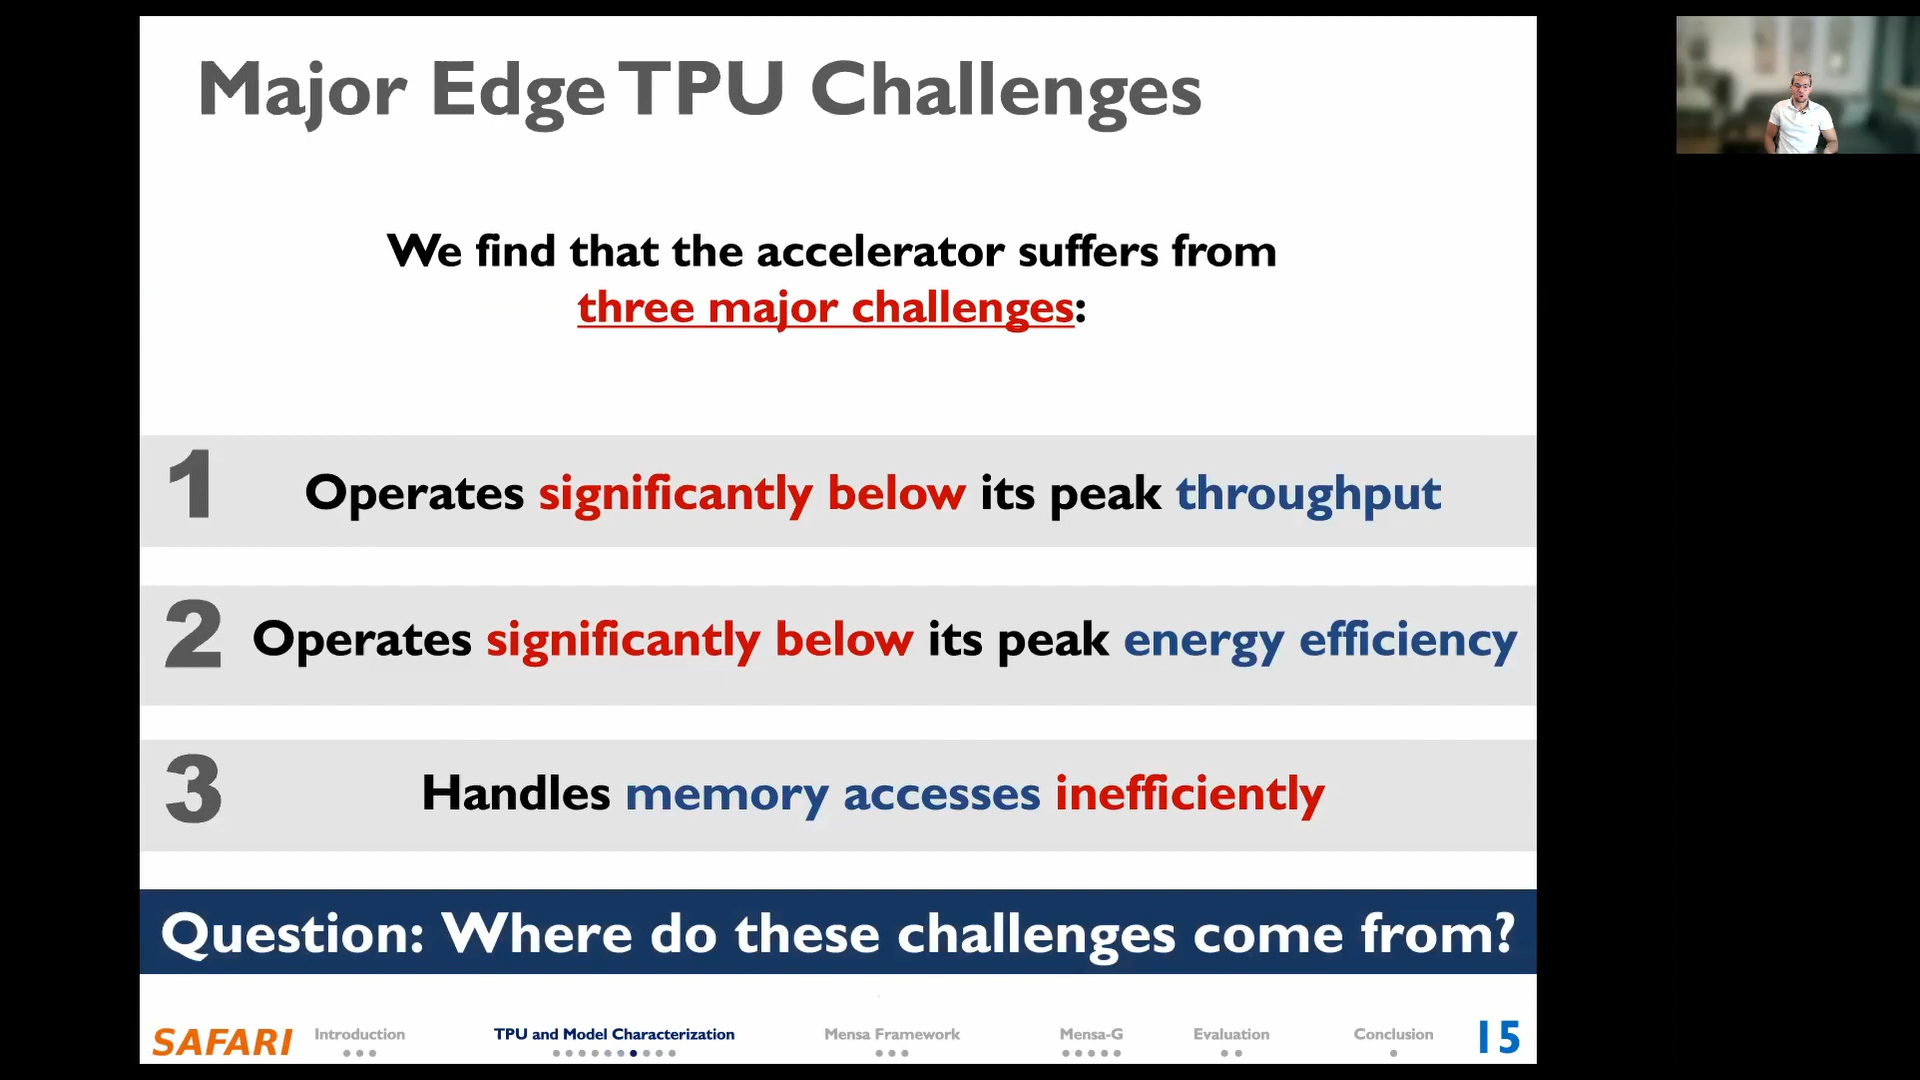 Major Edge TPU Challenges
We find that the accelerator suffers from
three major challenges:
1 Operates significantly below its peak throughput
2 Operates significantly below its peak energy efficiency
3 Handles memory accesses inefficiently
Question: Where do these challenges come from?
SAFARI Introduction TPU and Model Characterization Mensa Framework Mensa-G Evaluation Conclusion 15